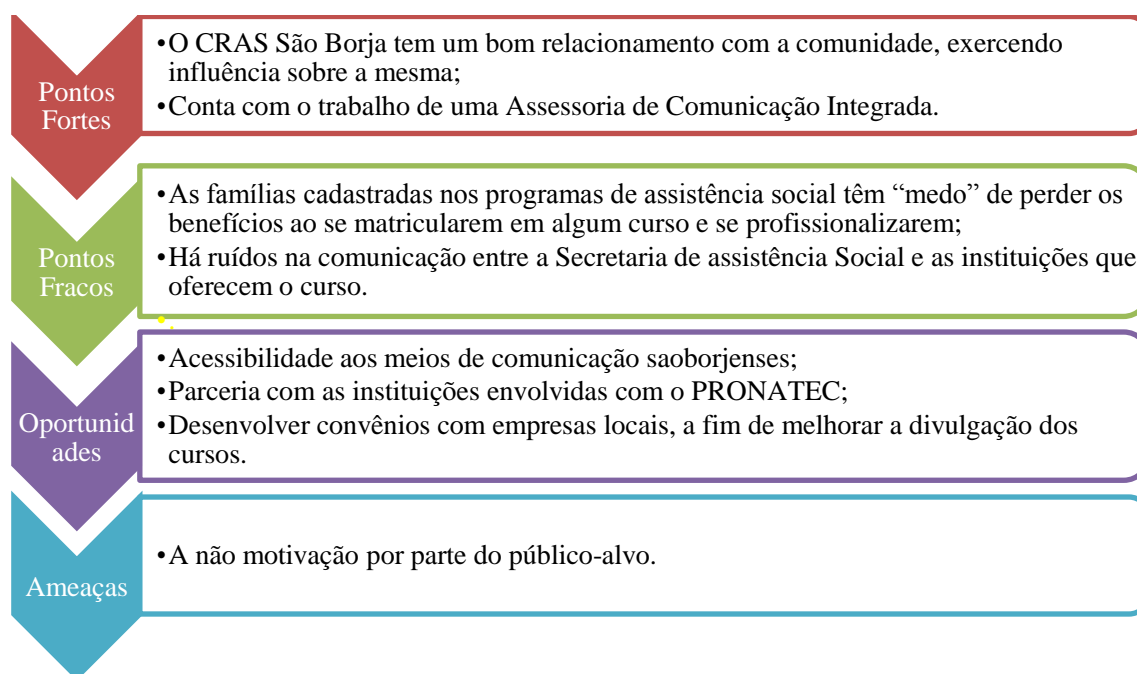 Pontos
Fortes
•O CRAS São Borja tem um bom relacionamento com a comunidade, exercendo
influência sobre a mesma;
•Conta com o trabalho de uma Assessoria de Comunicação Integrada.
Pontos
Fracos
•As famílias cadastradas nos programas de assistência social têm “medo” de perder os
benefícios ao se matricularem em algum curso e se profissionalizarem;
•Há ruídos na comunicação entre a Secretaria de assistência Social e as instituições que
oferecem o curso.
Oportunid
ades
•Acessibilidade aos meios de comunicação saoborjenses;
•Parceria com as instituições envolvidas com o PRONATEC;
•Desenvolver convênios com empresas locais, a fim de melhorar a divulgação dos
cursos.
Ameaças
•A não motivação por parte do público-alvo.